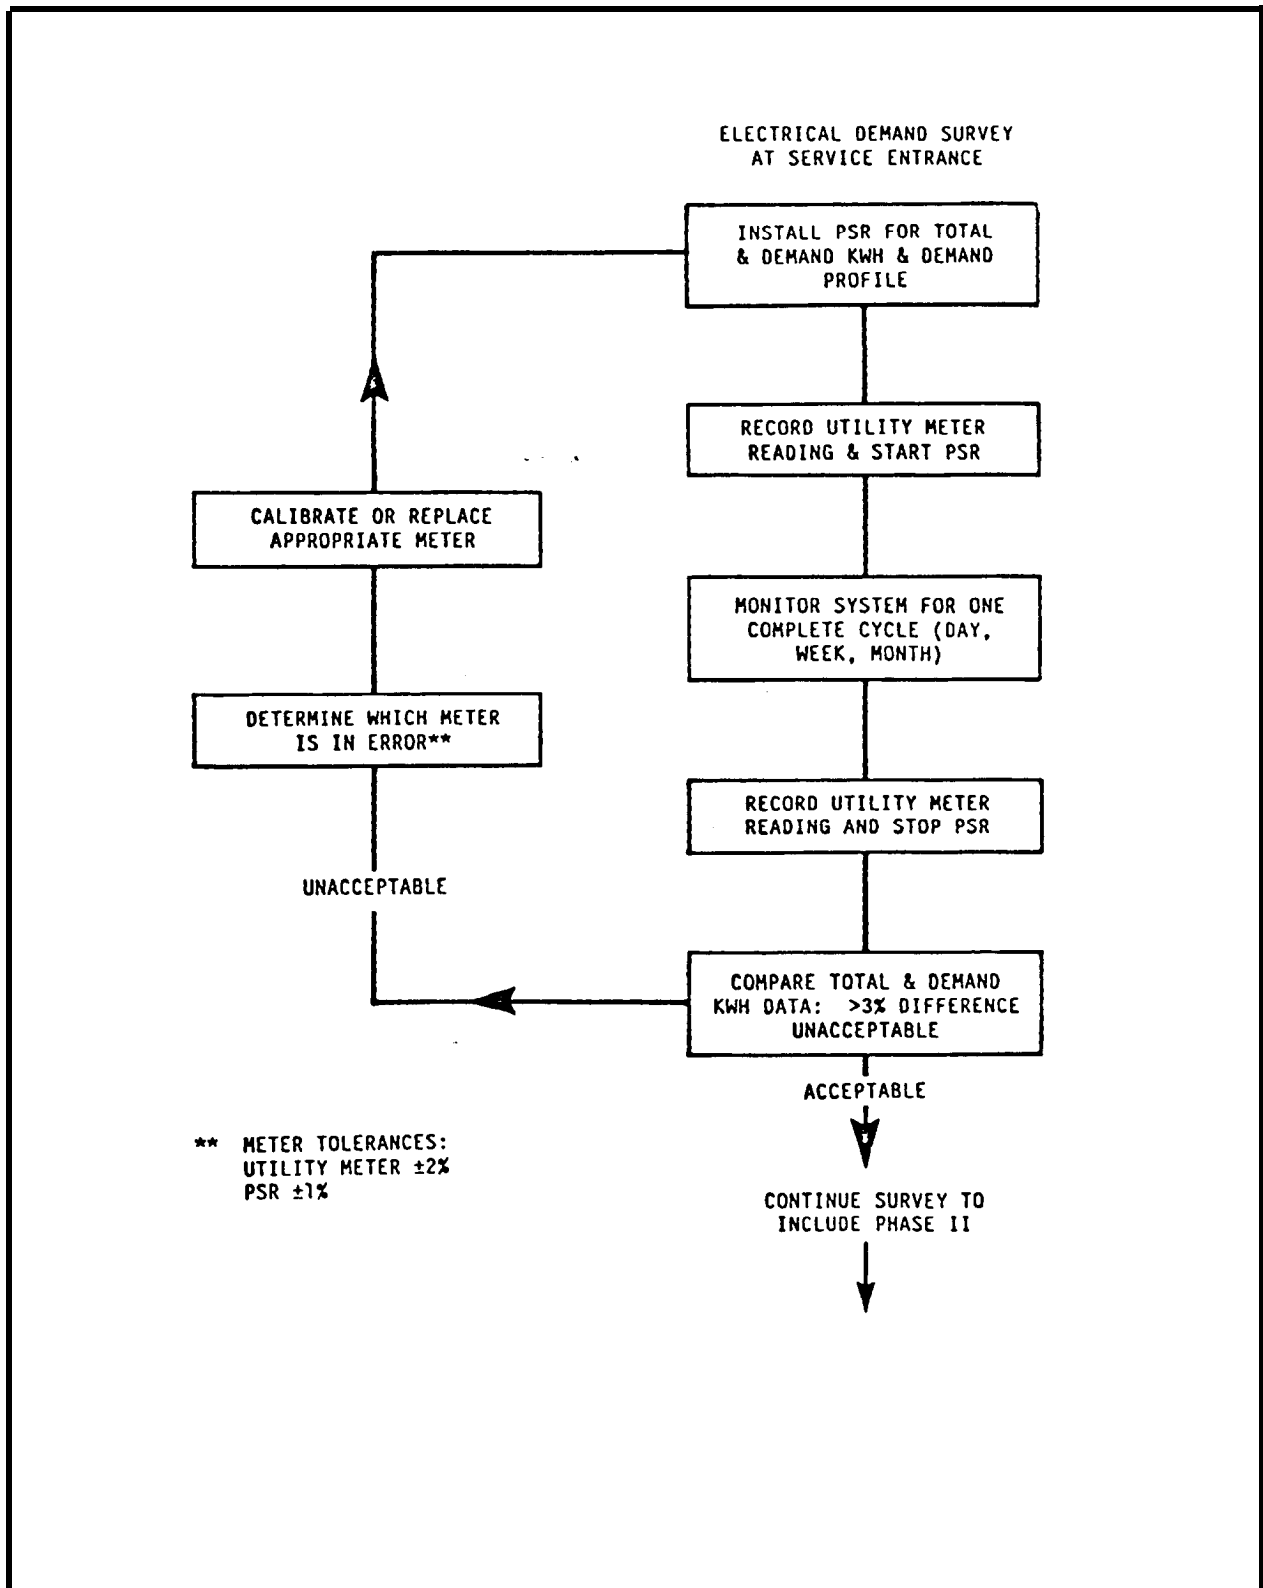 ELECTRICAL DEMAND SURVEY
AT SERVICE ENTRANCE
INSTALL PSR FOR TOTAL
& DEMAND KWH & DEMAND
PROFILE
RECORD UTILITY METER
READING & START PSR
MONITOR SYSTEM FOR ONE
COMPLETE CYCLE (DAY,
WEEK, MONTH)
RECORD UTILITY METER
READING AND STOP PSR
COMPARE TOTAL & DEMAND
KWH DATA: >3% DIFFERENCE
UNACCEPTABLE
UNACCEPTABLE
DETERMINE WHICH METER
IS IN ERROR**
CALIBRATE OR REPLACE
APPROPRIATE METER
ACCEPTABLE
CONTINUE SURVEY TO
INCLUDE PHASE II
** METER TOLERANCES:
UTILITY METER ±2%
PSR ±1%